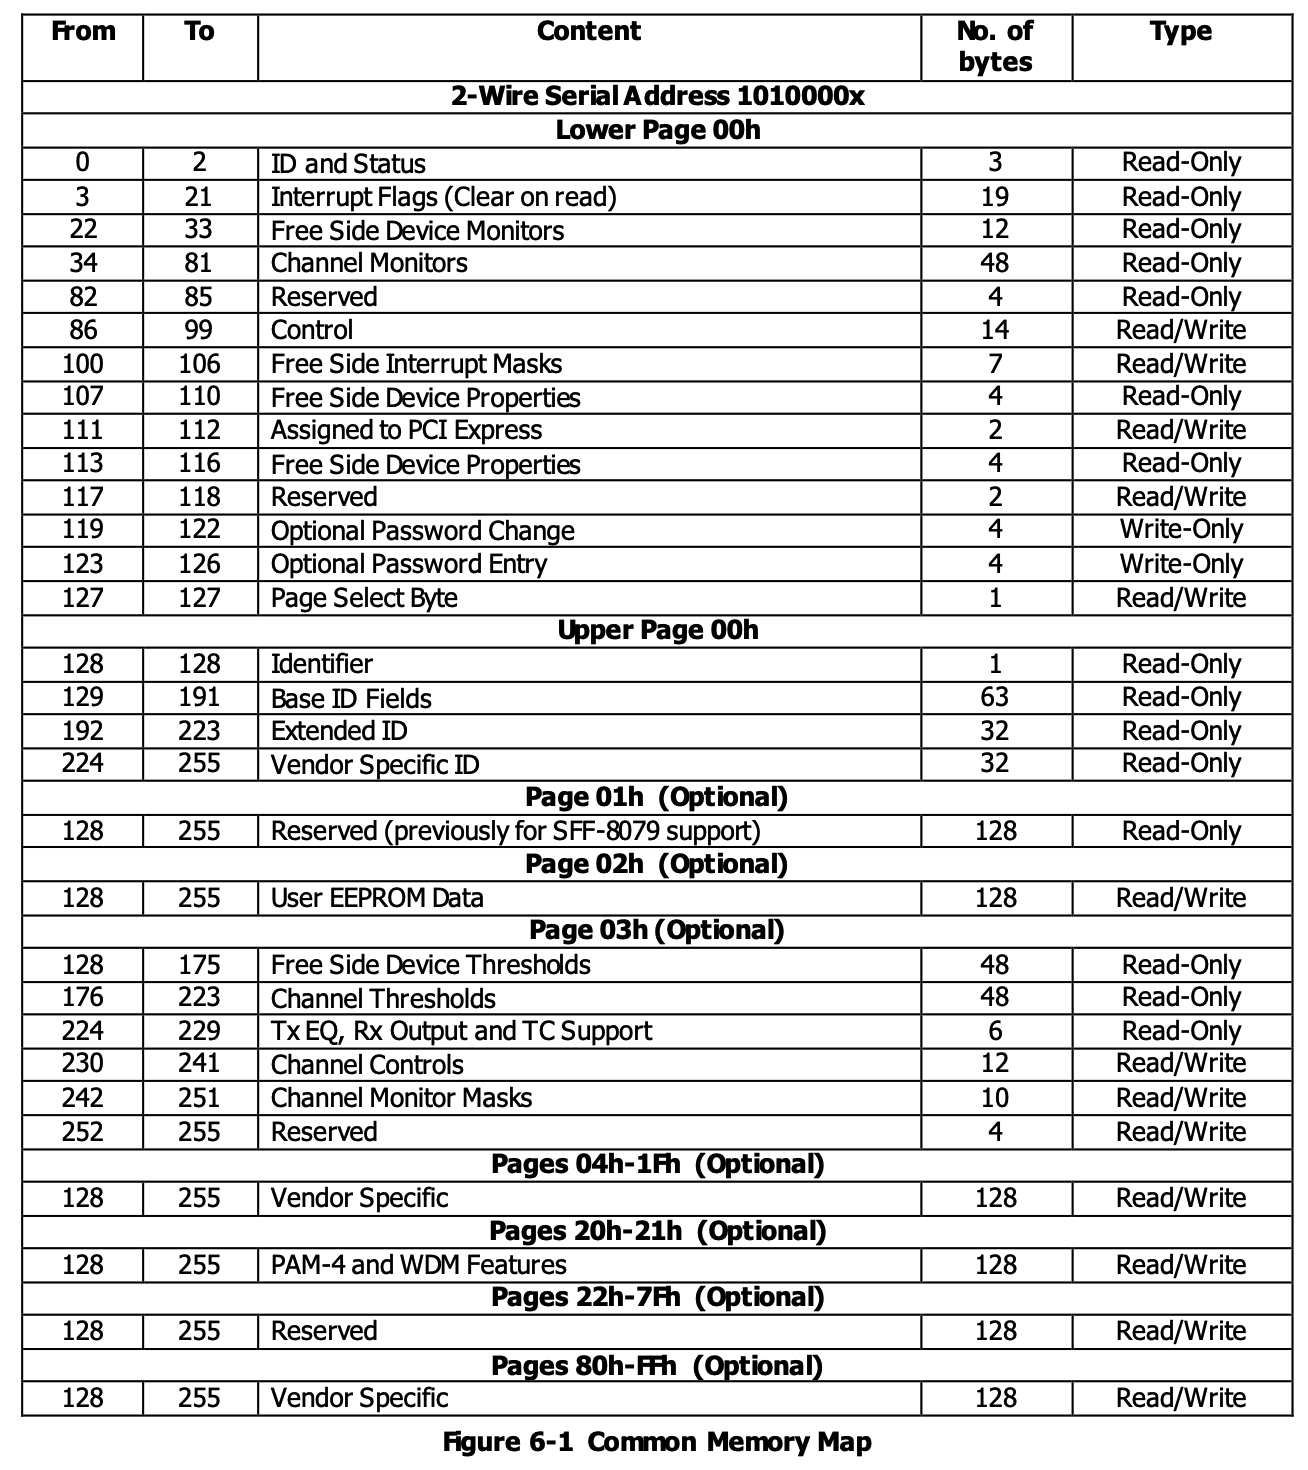 From To Content No. of bytes Type
2-Wire Serial Address 1010000x
Lower Page 00h
0 2 ID and Status 3 Read-Only
3 21 Interrupt Flags (Clear on read) 19 Read-Only
22 33 Free Side Device Monitors 12 Read-Only
34 81 Channel Monitors 48 Read-Only
82 85 Reserved 4 Read-Only
86 99 Control 14 Read/Write
100 106 Free Side Interrupt Masks 7 Read/Write
107 110 Free Side Device Properties 4 Read-Only
111 112 Assigned to PCI Express 2 Read/Write
113 116 Free Side Device Properties 4 Read-Only
117 118 Reserved 2 Read/Write
119 122 Optional Password Change 4 Write-Only
123 126 Optional Password Entry 4 Write-Only
127 127 Page Select Byte 1 Read/Write
Upper Page 00h
128 128 Identifier 1 Read-Only
129 191 Base ID Fields 63 Read-Only
192 223 Extended ID 32 Read-Only
224 255 Vendor Specific ID 32 Read-Only
Page 01h (Optional)
128 255 Reserved (previously for SFF-8079 support) 128 Read-Only
Page 02h (Optional)
128 255 User EEPROM Data 128 Read/Write
Page 03h (Optional)
128 175 Free Side Device Thresholds 48 Read-Only
176 223 Channel Thresholds 48 Read-Only
224 229 Tx EQ, Rx Output and TC Support 6 Read-Only
230 241 Channel Controls 12 Read/Write
242 251 Channel Monitor Masks 10 Read/Write
252 255 Reserved 4 Read/Write
Pages 04h-1Fh (Optional)
128 255 Vendor Specific 128 Read/Write
Pages 20h-21h (Optional)
128 255 PAM-4 and WDM Features 128 Read/Write
Pages 22h-7Fh (Optional)
128 255 Reserved 128 Read/Write
Pages 80h-FFh (Optional)
128 255 Vendor Specific 128 Read/Write
Figure 6-1 Common Memory Map